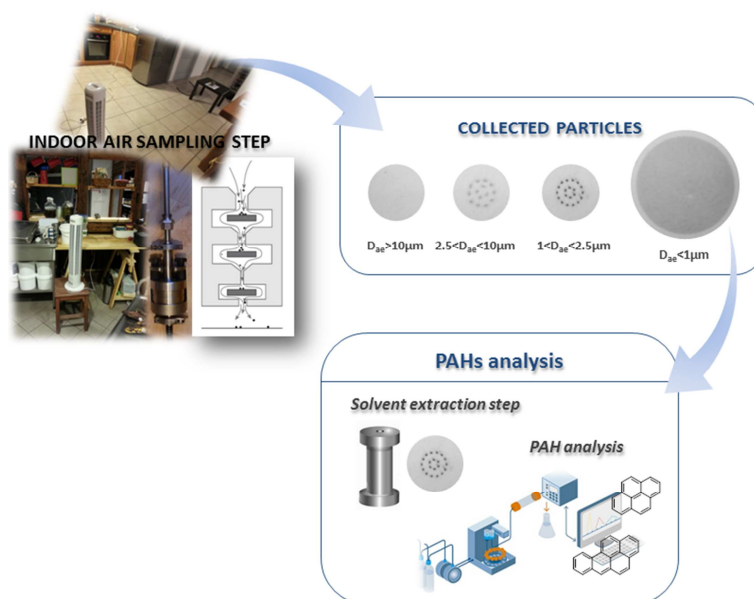 INDOOR AIR SAMPLING STEP
COLLECTED PARTICLES
Dae>10µm
2.5<Dae<10µm
1<Dae<2.5µm
Dae<1µm
PAHs analysis
Solvent extraction step
PAH analysis